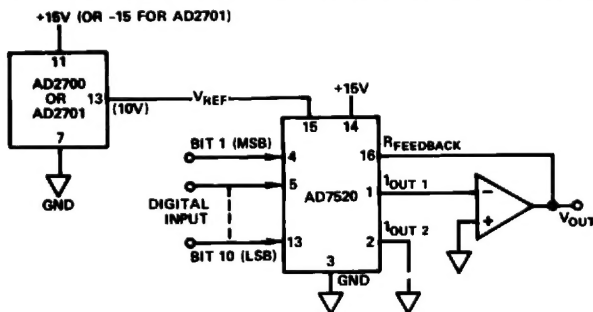 +15V (OR -15 FOR AD2701)
11
AD2700
OR
AD2701
13
(10V)
7
GND
VREF
+15V
15
14
BIT 1 (MSB)
4
5
DIGITAL
INPUT
BIT 10 (LSB)
13
AD7520
16
RFEEDBACK
1
IOUT 1
2
IOUT 2
3
GND
−
+
VOUT